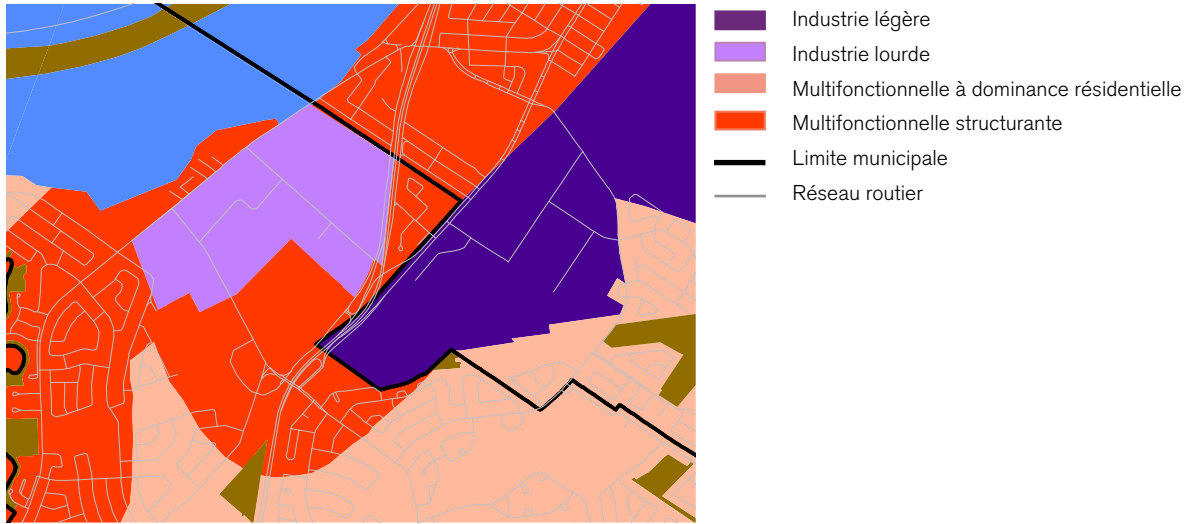 Industrie légère
Industrie lourde
Multifonctionnelle à dominance résidentielle
Multifonctionnelle structurante
Limite municipale
Réseau routier